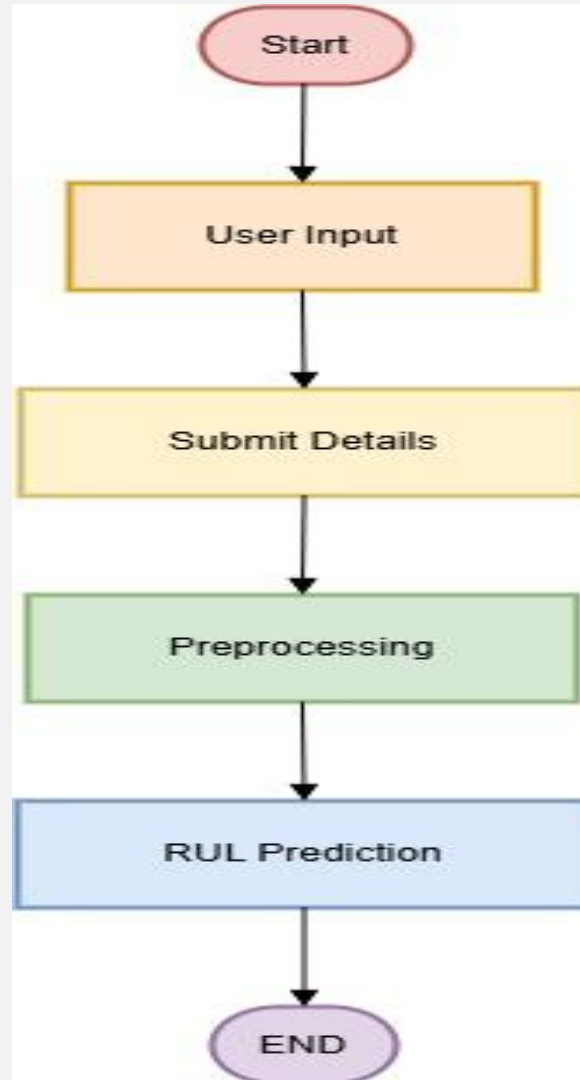 Start
User Input
Submit Details
Preprocessing
RUL Prediction
END